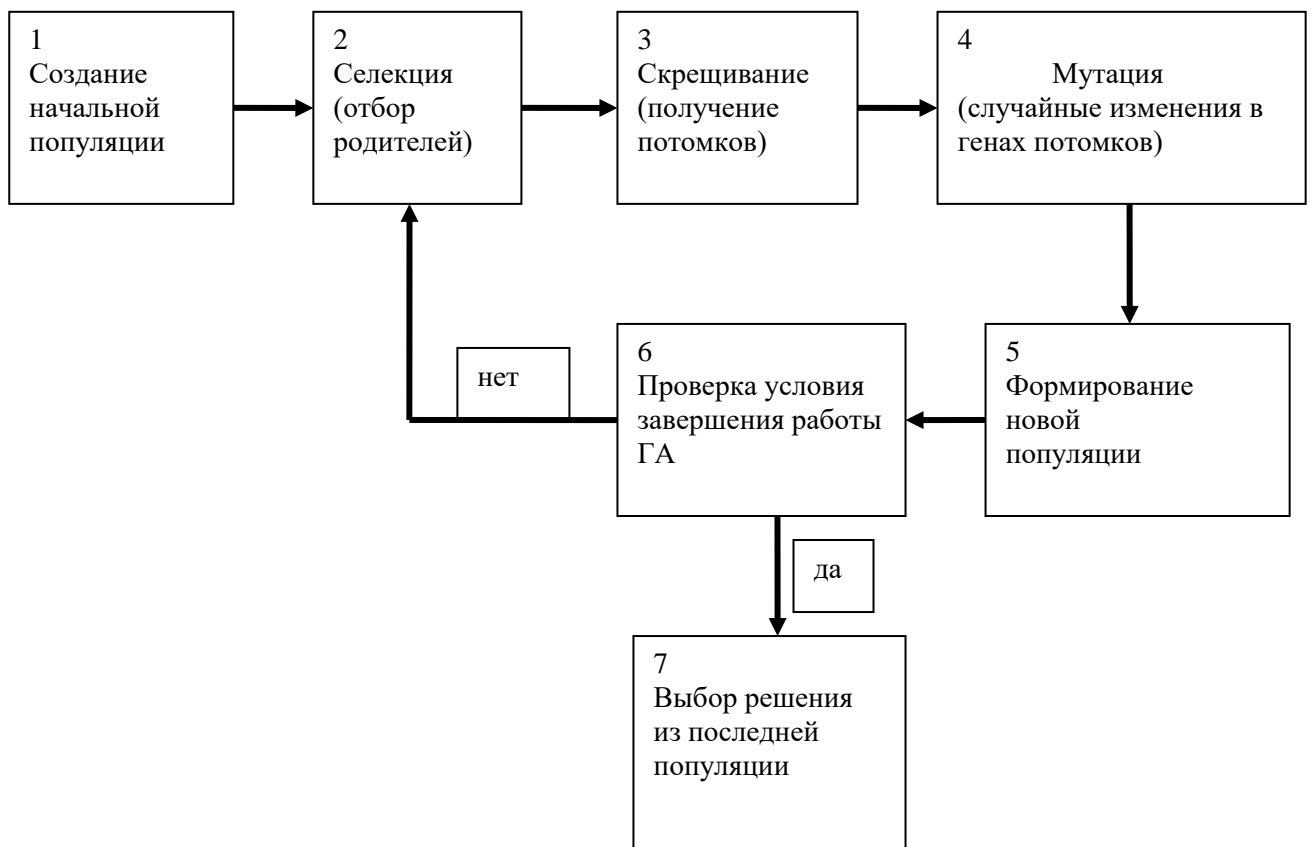 1
Создание
начальной
популяции
2
Селекция
(отбор
родителей)
3
Скрещивание
(получение
потомков)
4
Мутация
(случайные изменения в
генах потомков)
5
Формирование
новой
популяции
6
Проверка условия
завершения работы
ГА
нет
да
7
Выбор решения
из последней
популяции